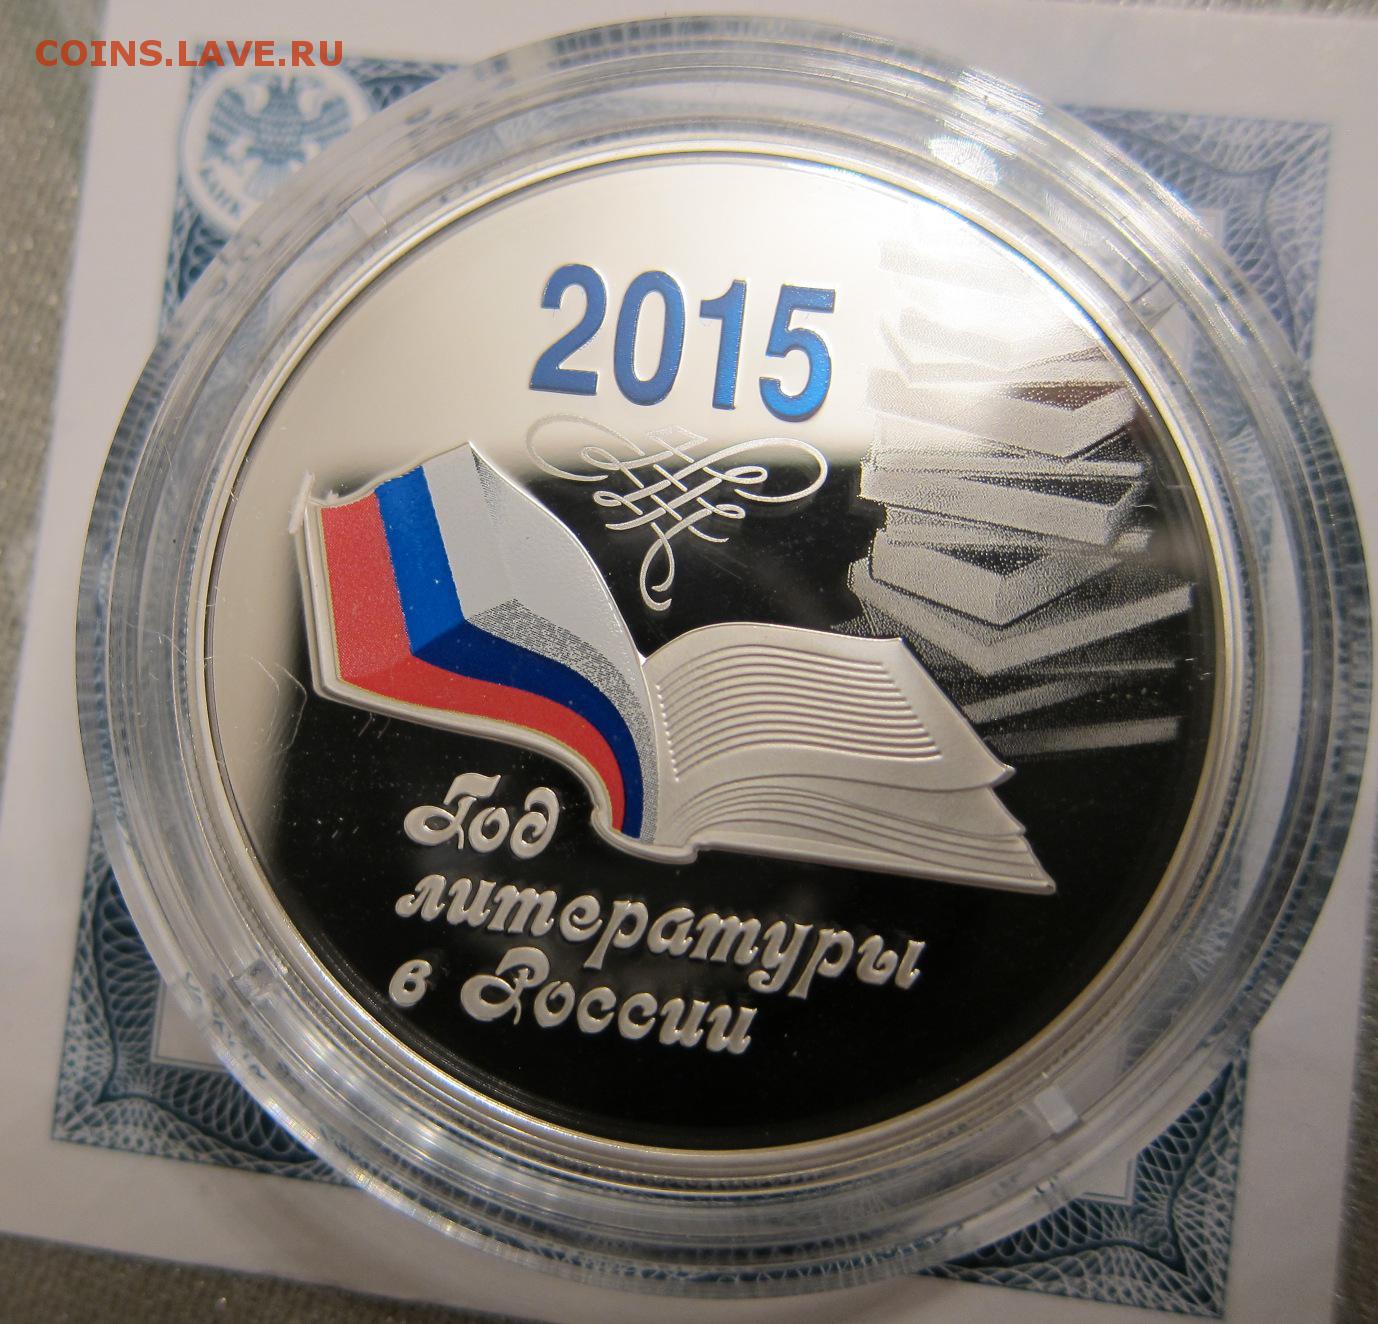 COINS.LAVE.RU
2015
Год
литературы
в России